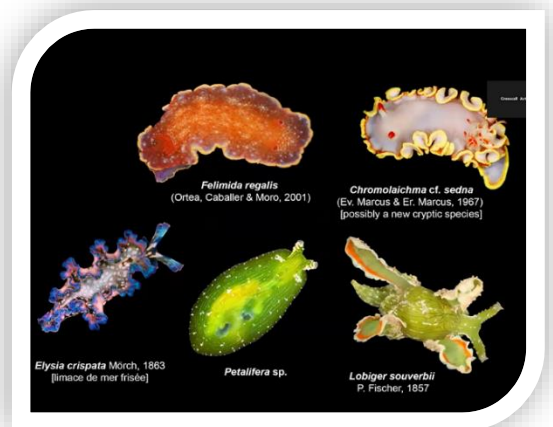 Felimida regalis
(Ortea, Caballer & Moro, 2001)
Chromolaichma cf. sedna
(Ev. Marcus & Er. Marcus, 1967)
[possibly a new cryptic species]
Elysia crispata Mörch, 1863
[limace de mer frisée]
Petalifera sp.
Lobiger souverbii
P. Fischer, 1857